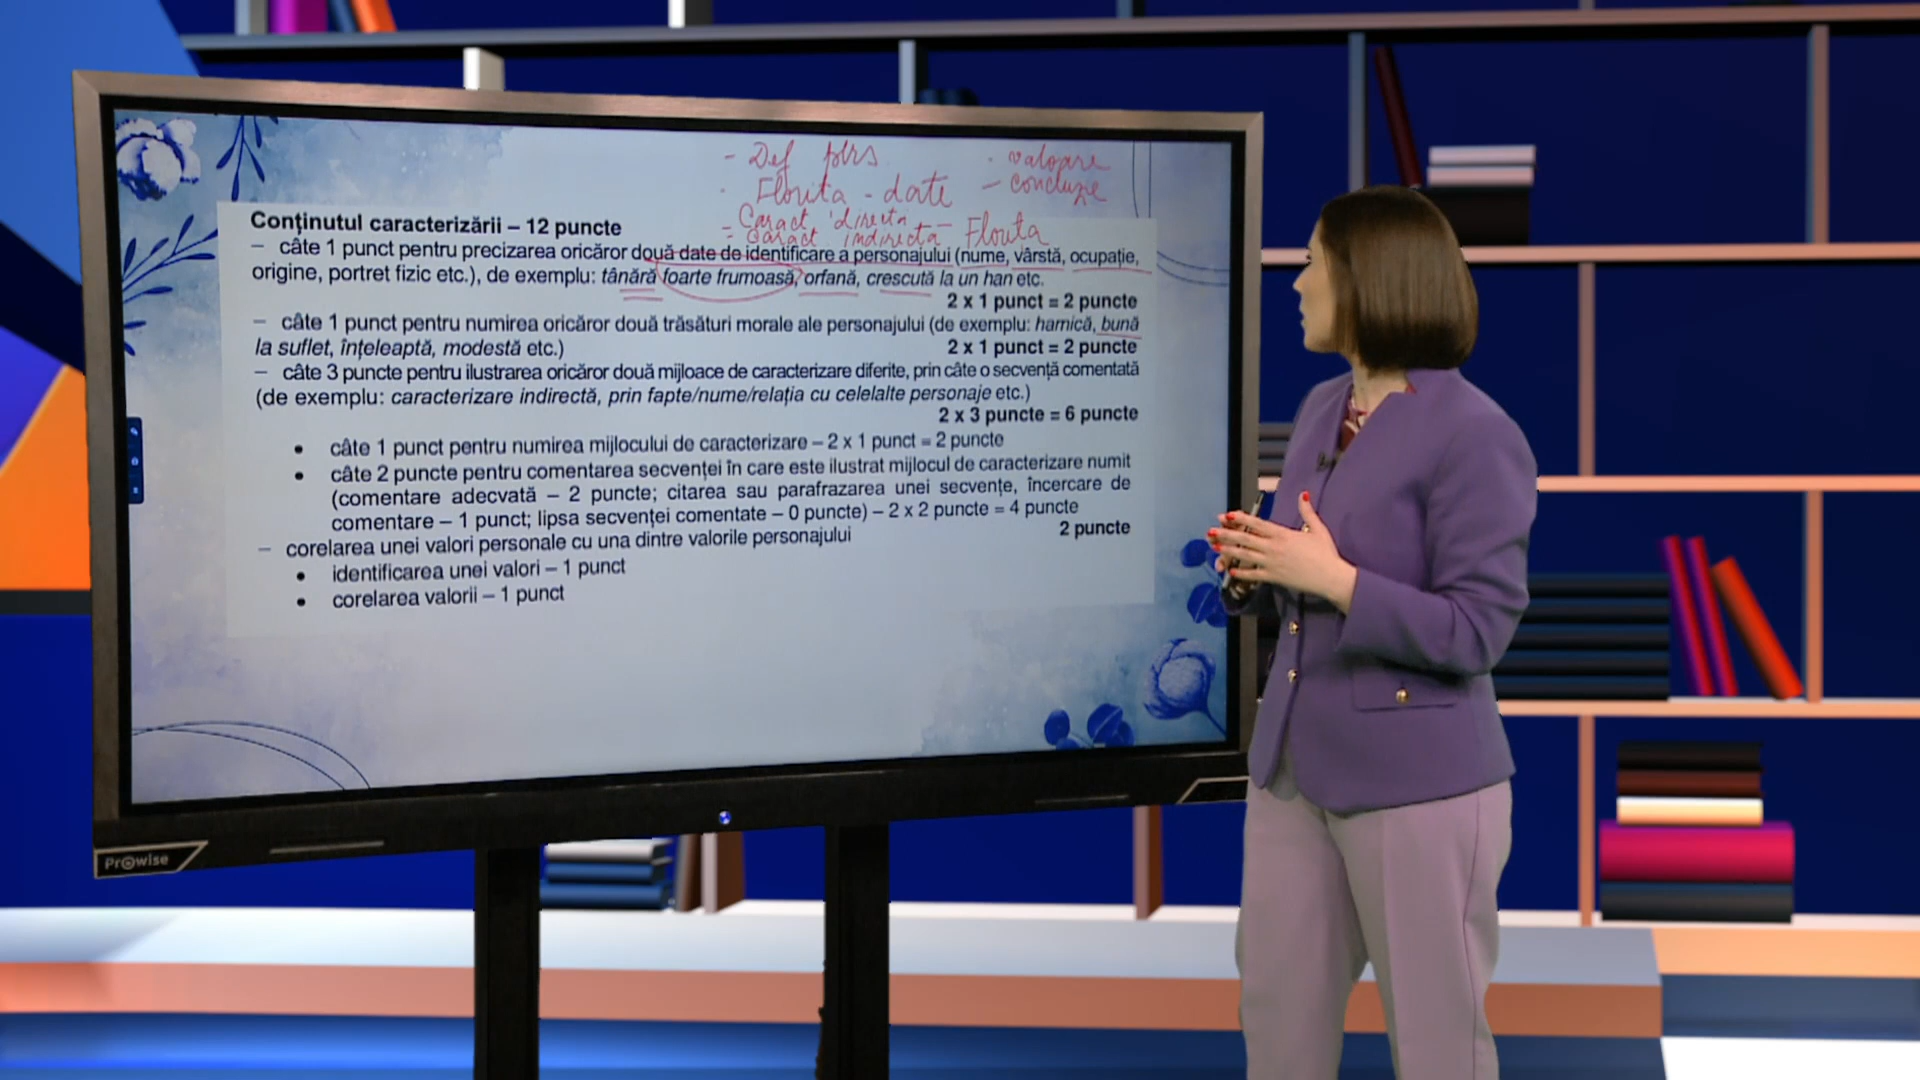 - Def prs
- valoare
- Florița - date
- concluzie
- Caract directă
- Caract. indirectă - Florița
Conținutul caracterizării – 12 puncte
– câte 1 punct pentru precizarea oricăror două date de identificare a personajului (nume, vârstă, ocupație,
origine, portret fizic etc.), de exemplu: tânără foarte frumoasă, orfană, crescută la un han etc.
2 x 1 punct = 2 puncte
– câte 1 punct pentru numirea oricăror două trăsături morale ale personajului (de exemplu: harnică, bună
la suflet, înțeleaptă, modestă etc.)
2 x 1 punct = 2 puncte
– câte 3 puncte pentru ilustrarea oricăror două mijloace de caracterizare diferite, prin câte o secvență comentată
(de exemplu: caracterizare indirectă, prin fapte/nume/relația cu celelalte personaje etc.)
2 x 3 puncte = 6 puncte
• câte 1 punct pentru numirea mijlocului de caracterizare – 2 x 1 punct = 2 puncte
• câte 2 puncte pentru comentarea secvenței în care este ilustrat mijlocul de caracterizare numit
(comentare adecvată – 2 puncte; citarea sau parafrazarea unei secvențe, încercare de
comentare – 1 punct; lipsa secvenței comentate – 0 puncte) – 2 x 2 puncte = 4 puncte
– corelarea unei valori personale cu una dintre valorile personajului
2 puncte
• identificarea unei valori – 1 punct
• corelarea valorii – 1 punct
Prowise